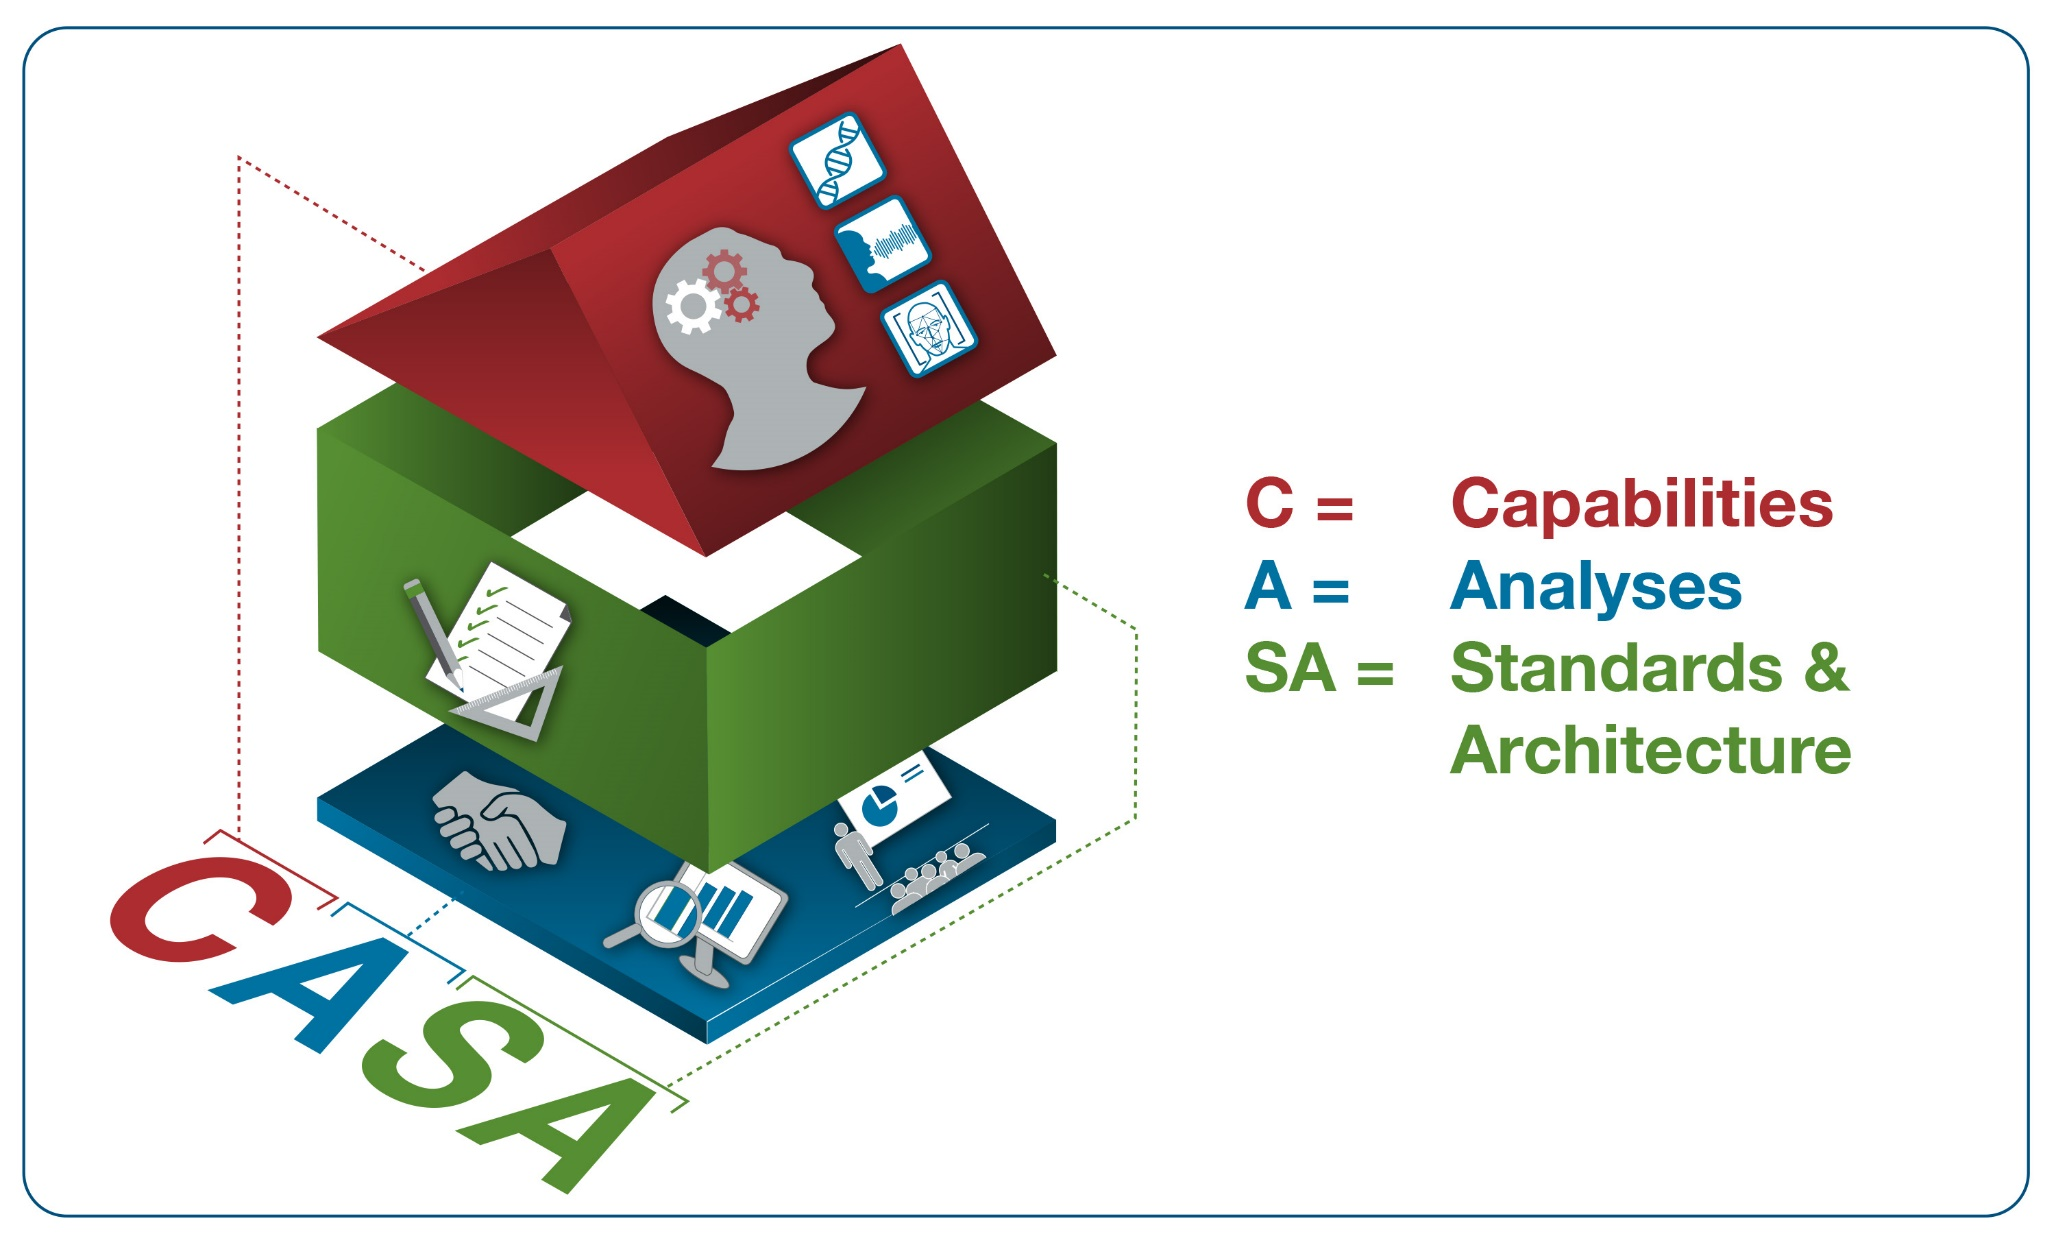 C = Capabilities
A = Analyses
SA = Standards &
Architecture
CASA